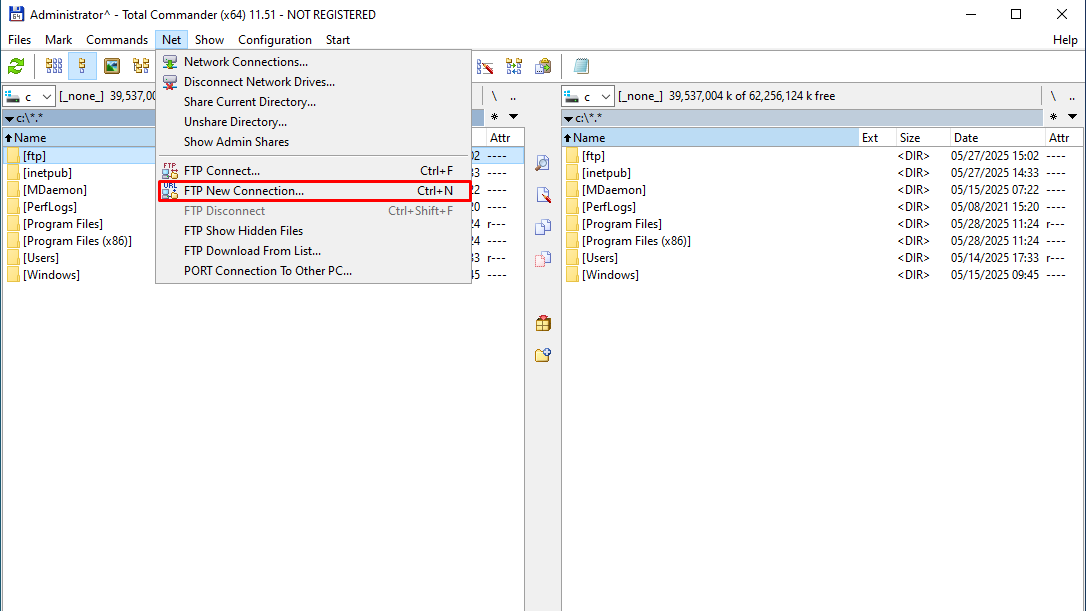 Administrator^ - Total Commander (x64) 11.51 - NOT REGISTERED
Files Mark Commands Net Show Configuration Start Help
c [_none_] 39,537,00 \ ..
c:\*.* * 
Name Attr
[ftp] 02 ----
[inetpub] 33 ----
[MDaemon] 22 ----
[PerfLogs] 20 ----
[Program Files] 24 r---
[Program Files (x86)] 24 ----
[Users] 33 r---
[Windows] 45 ----
Network Connections...
Disconnect Network Drives...
Share Current Directory...
Unshare Directory...
Show Admin Shares
FTP
FTP Connect... Ctrl+F
URL
FTP New Connection... Ctrl+N
FTP Disconnect Ctrl+Shift+F
FTP Show Hidden Files
FTP Download From List...
PORT Connection To Other PC...
c [_none_] 39,537,004 k of 62,256,124 k free \ ..
c:\*.* *
Name Ext Size Date Attr
[ftp] <DIR> 05/27/2025 15:02 ----
[inetpub] <DIR> 05/27/2025 14:33 ----
[MDaemon] <DIR> 05/15/2025 07:22 ----
[PerfLogs] <DIR> 05/08/2021 15:20 ----
[Program Files] <DIR> 05/28/2025 11:24 r---
[Program Files (x86)] <DIR> 05/28/2025 11:24 ----
[Users] <DIR> 05/14/2025 17:33 r---
[Windows] <DIR> 05/15/2025 09:45 ----